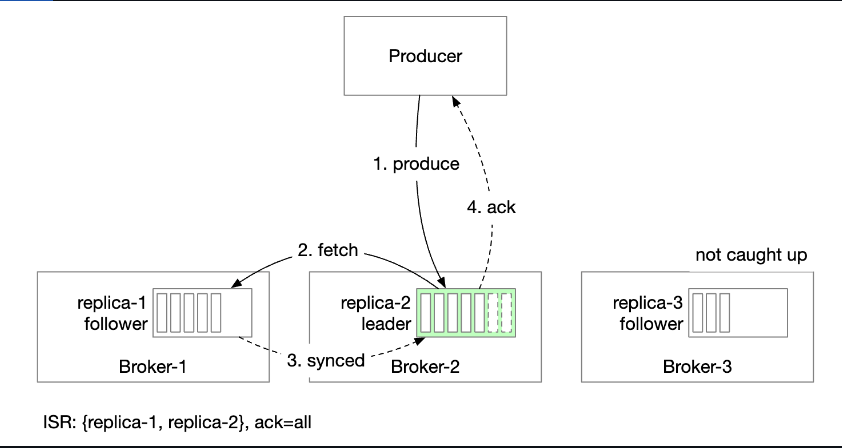 Producer
1. produce
4. ack
2. fetch
not caught up
replica-1
follower
replica-2
leader
replica-3
follower
3. synced
Broker-1
Broker-2
Broker-3
ISR: {replica-1, replica-2}, ack=all